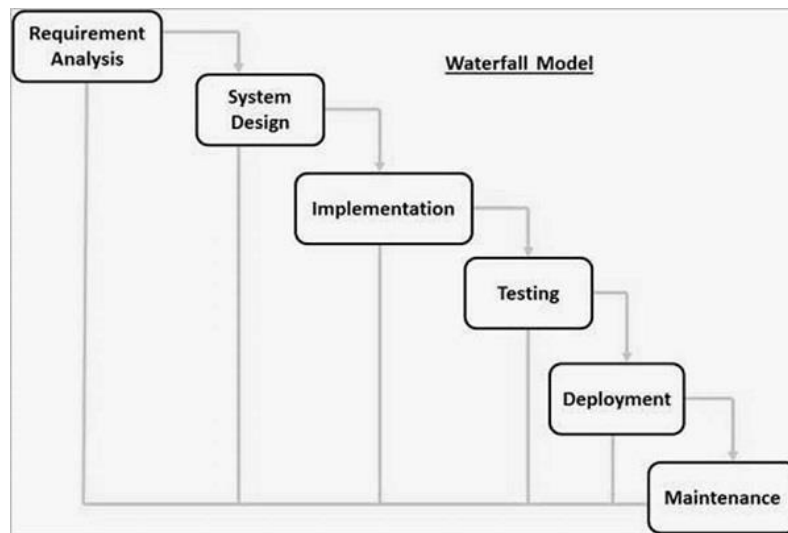 Requirement
Analysis
Waterfall Model
System
Design
Implementation
Testing
Deployment
Maintenance